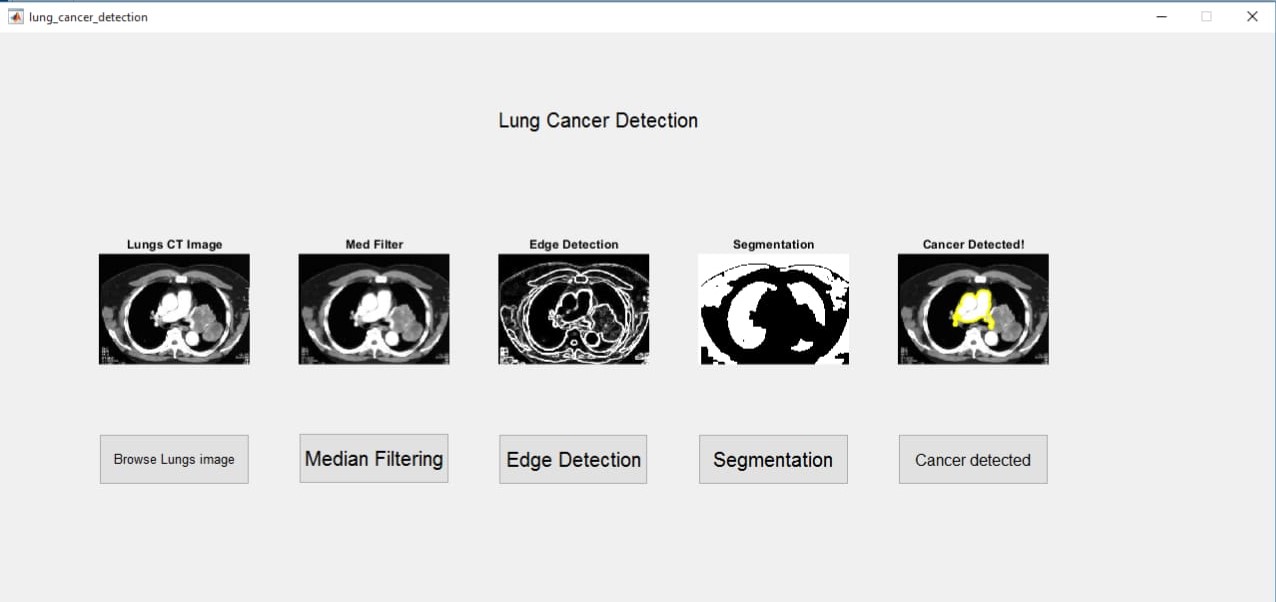 lung_cancer_detection
Lung Cancer Detection
Lungs CT Image
Med Filter
Edge Detection
Segmentation
Cancer Detected!
Browse Lungs image
Median Filtering
Edge Detection
Segmentation
Cancer detected